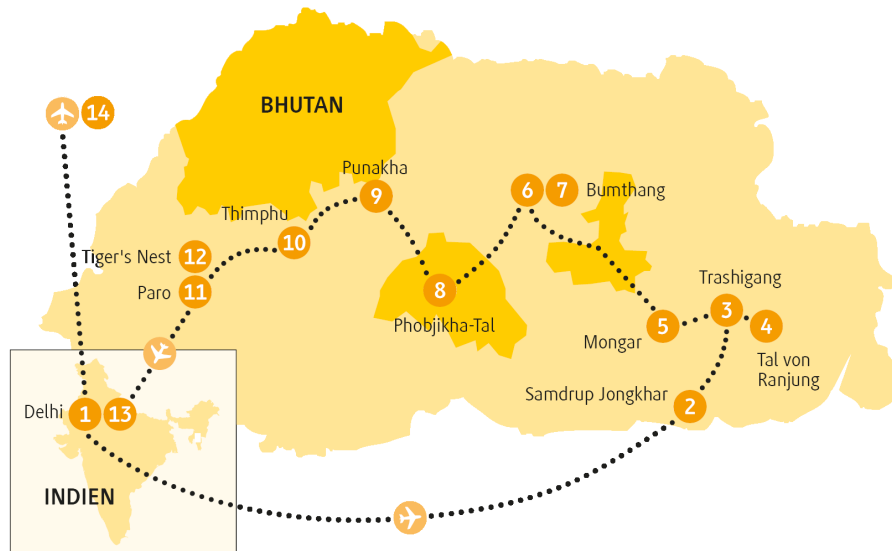 14
BHUTAN
Punakha
9
6
7
Bumthang
Thimphu
10
Tiger's Nest
12
Paro
11
8
Phobjikha-Tal
Trashigang
3
5
4
Mongar
Tal von
Ranjung
Samdrup Jongkhar
2
Delhi
1
13
INDIEN